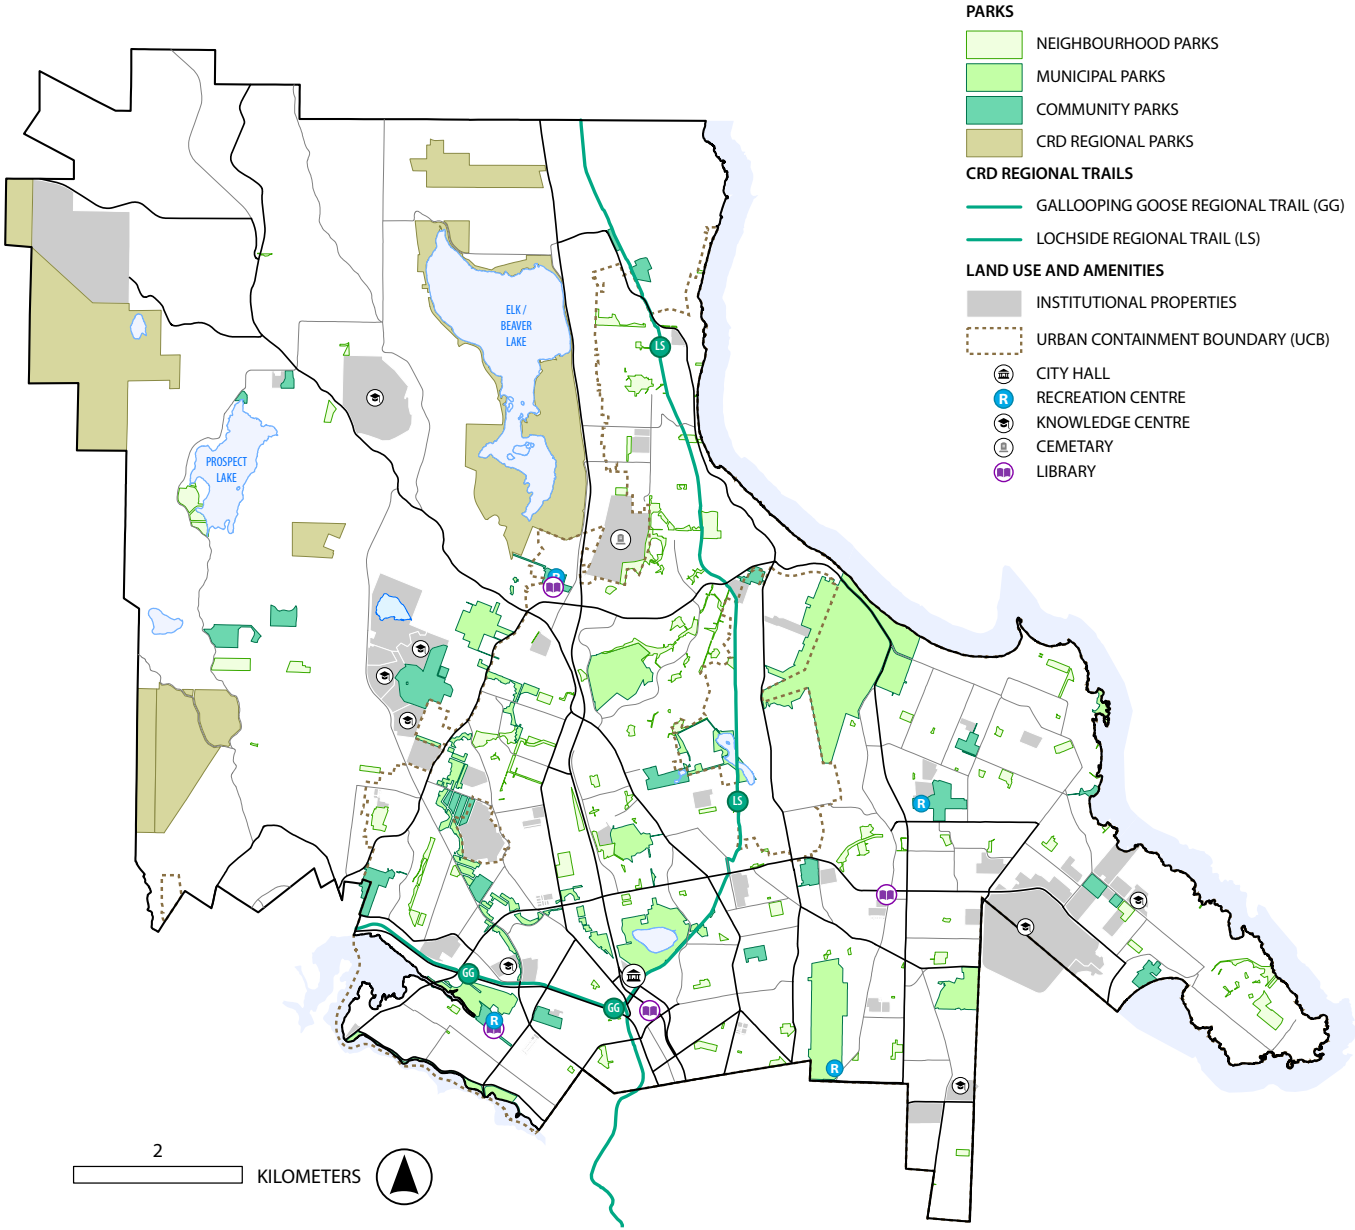 PARKS
NEIGHBOURHOOD PARKS
MUNICIPAL PARKS
COMMUNITY PARKS
CRD REGIONAL PARKS
CRD REGIONAL TRAILS
GALLOOPING GOOSE REGIONAL TRAIL (GG)
LOCHSIDE REGIONAL TRAIL (LS)
LAND USE AND AMENITIES
INSTITUTIONAL PROPERTIES
URBAN CONTAINMENT BOUNDARY (UCB)
CITY HALL
R
RECREATION CENTRE
KNOWLEDGE CENTRE
CEMETARY
LIBRARY
ELK /
BEAVER
LAKE
LS
PROSPECT
LAKE
R
LS
R
GG
GG
R
R
2
KILOMETERS